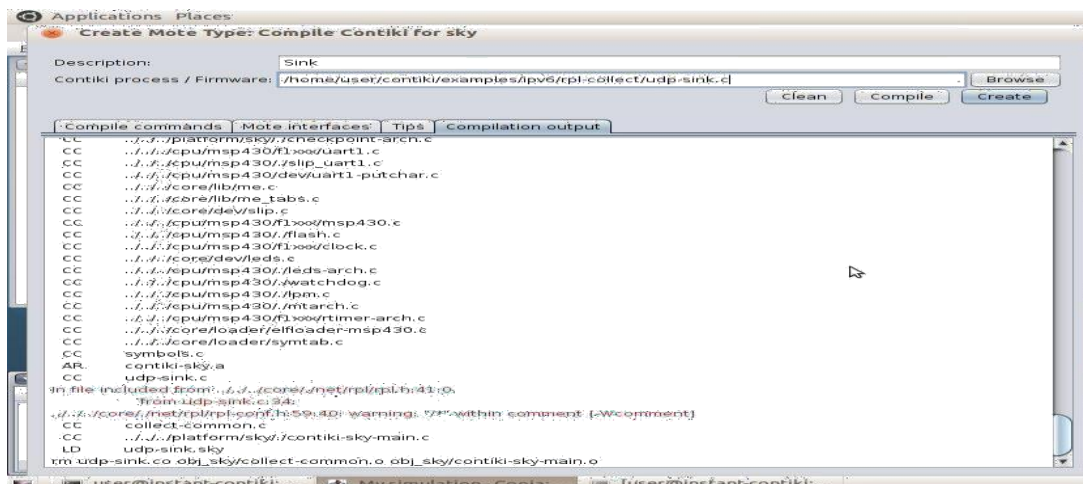 Applications Places
Create Mote Type: Compile Contiki for sky
Description: Sink
Contiki process / Firmware: /home/user/contiki/examples/ipv6/rpl-collect/udp-sink.c Browse
Clean Compile Create
Compile commands Mote interfaces Tips Compilation output
CC ../../../platform/sky/./checkpoint-arch.c
CC ../../../cpu/msp430/f1xxx/uart1.c
CC ../../../cpu/msp430/./slip_uart1.c
CC ../../../cpu/msp430/dev/uart1-putchar.c
CC ../../../core/lib/me.c
CC ../../../core/lib/me_tabs.c
CC ../../../core/dev/slip.c
CC ../../../cpu/msp430/f1xxx/msp430.c
CC ../../../cpu/msp430/./flash.c
CC ../../../cpu/msp430/f1xxx/clock.c
CC ../../../core/dev/leds.c
CC ../../../cpu/msp430/./leds-arch.c
CC ../../../cpu/msp430/./watchdog.c
CC ../../../cpu/msp430/./lpm.c
CC ../../../cpu/msp430/./mtarch.c
CC ../../../cpu/msp430/f1xxx/rtimer-arch.c
CC ../../../core/loader/elfloader-msp430.c
CC ../../../core/loader/symtab.c
CC symbols.c
AR contiki-sky.a
CC udp-sink.c
In file included from ../../../core/./net/rpl/rpl.h:41:0,
from udp-sink.c:34:
../../../core/./net/rpl/rpl-conf.h:59:40: warning: "/*" within comment [-Wcomment]
CC collect-common.c
CC ../../../platform/sky/./contiki-sky-main.c
LD udp-sink.sky
rm udp-sink.co obj_sky/collect-common.o obj_sky/contiki-sky-main.o
user@instant-contiki: My simulation - Cooja: [user@instant-contiki: